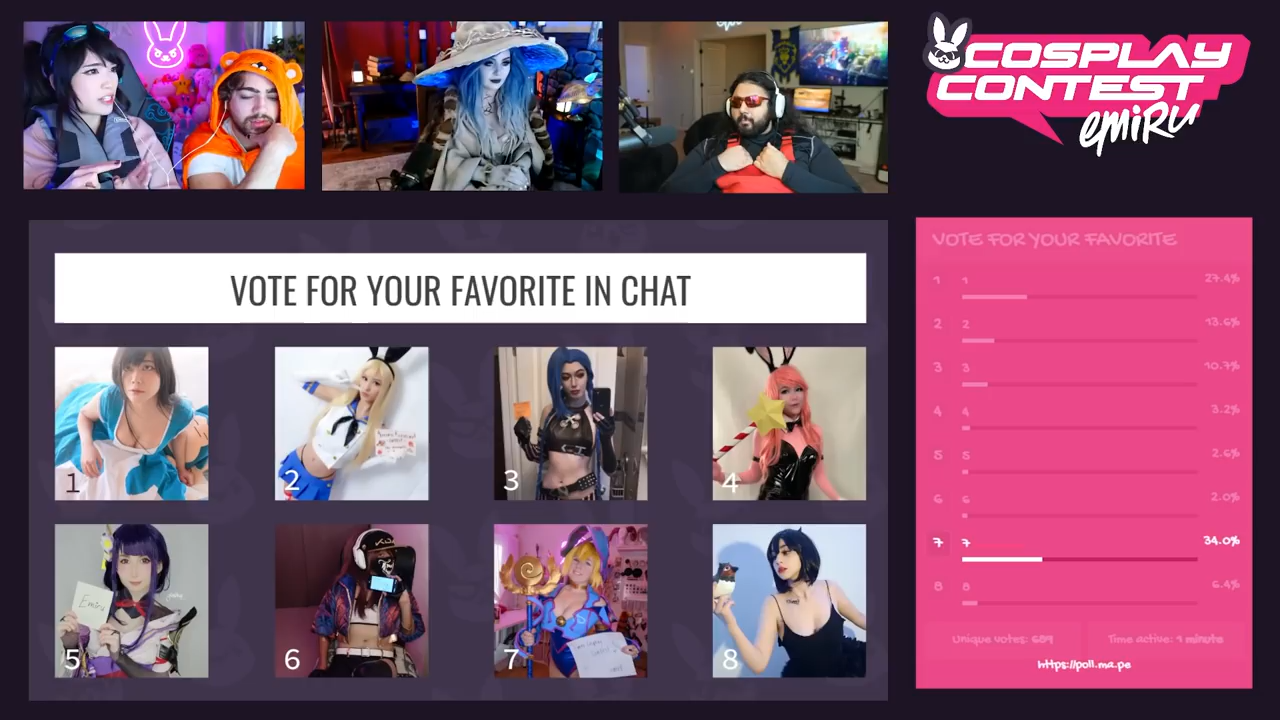 COSPLAY
CONTEST
emiru
VOTE FOR YOUR FAVORITE IN CHAT
1
2
3
4
5
Emiru
6
7
8
VOTE FOR YOUR FAVORITE
1 1 27.4%
2 2 13.6%
3 3 10.7%
4 4 3.2%
5 5 2.6%
6 6 2.0%
7 7 34.0%
8 8 6.4%
Unique votes: 689
Time active: 1 minute
https://poll.ma.pe